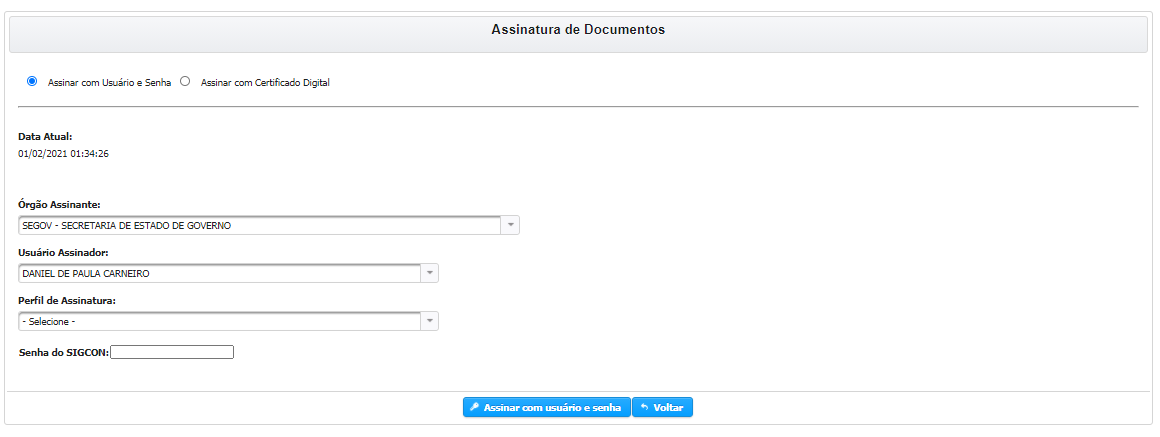 Assinatura de Documentos
Assinar com Usuário e Senha Assinar com Certificado Digital
Data Atual:
01/02/2021 01:34:26
Órgão Assinante:
SEGOV - SECRETARIA DE ESTADO DE GOVERNO
Usuário Assinador:
DANIEL DE PAULA CARNEIRO
Perfil de Assinatura:
- Selecione -
Senha do SIGCON:
Assinar com usuário e senha Voltar